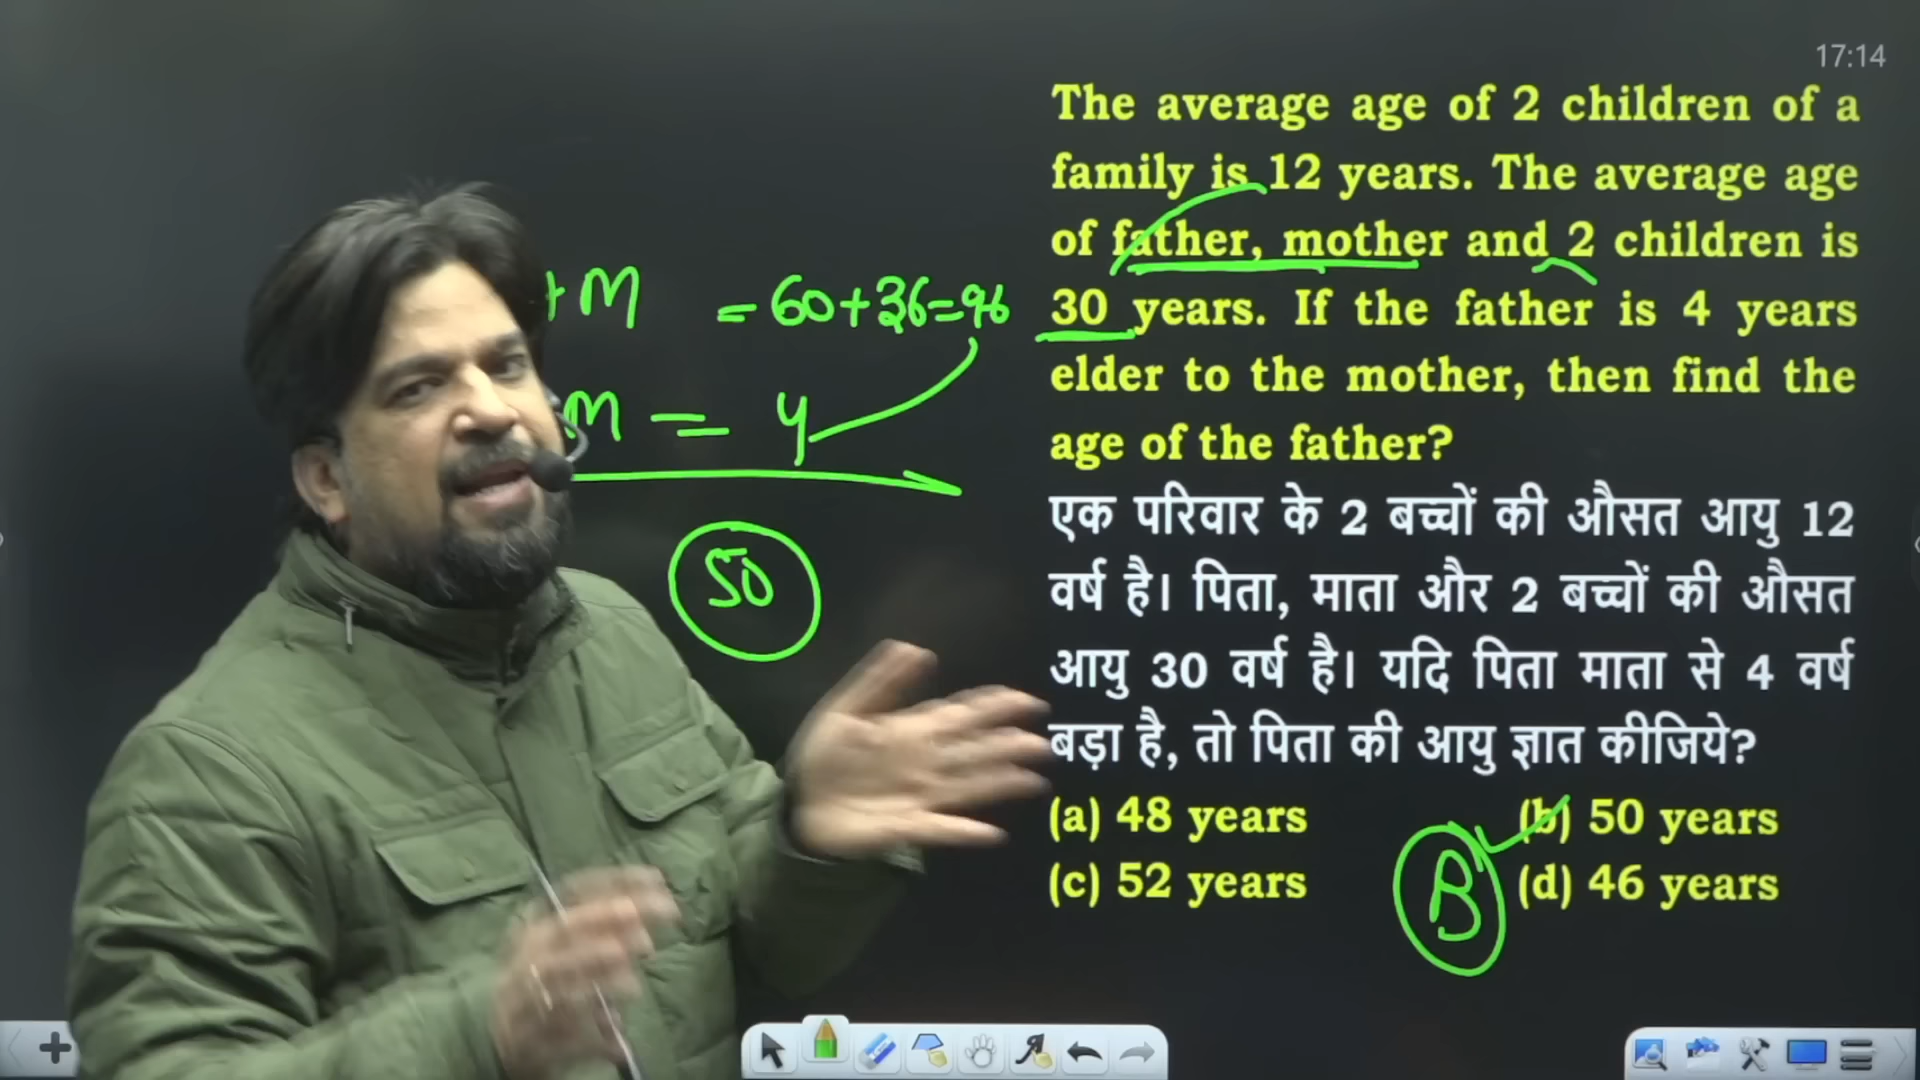 17:14
The average age of 2 children of a
family is 12 years. The average age
of father, mother and 2 children is
30 years. If the father is 4 years
elder to the mother, then find the
age of the father?
एक परिवार के 2 बच्चों की औसत आयु 12
वर्ष है। पिता, माता और 2 बच्चों की औसत
आयु 30 वर्ष है। यदि पिता माता से 4 वर्ष
बड़ा है, तो पिता की आयु ज्ञात कीजिये?
(a) 48 years (b) 50 years
(c) 52 years (d) 46 years
B
+M = 60+36=96
M = 4
50